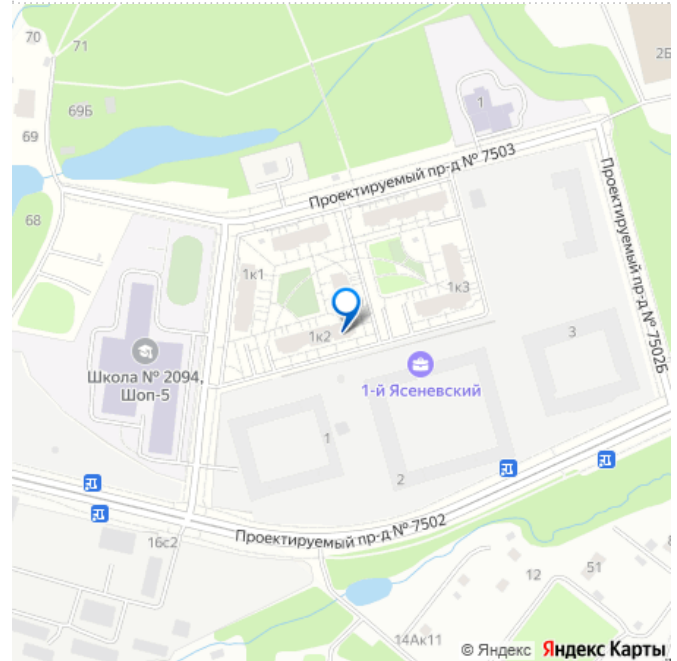 70
71
2Б
69Б
1
69
Проектируемый пр-д № 7503
68
Проектируемый пр-д № 7502Б
1к1
1к3
1к2
3
Школа № 2094,
Шоп-5
1-й Ясеневский
1
2
Проектируемый пр-д № 7502
16с2
51
12
14Ак11
© Яндекс Яндекс Карты